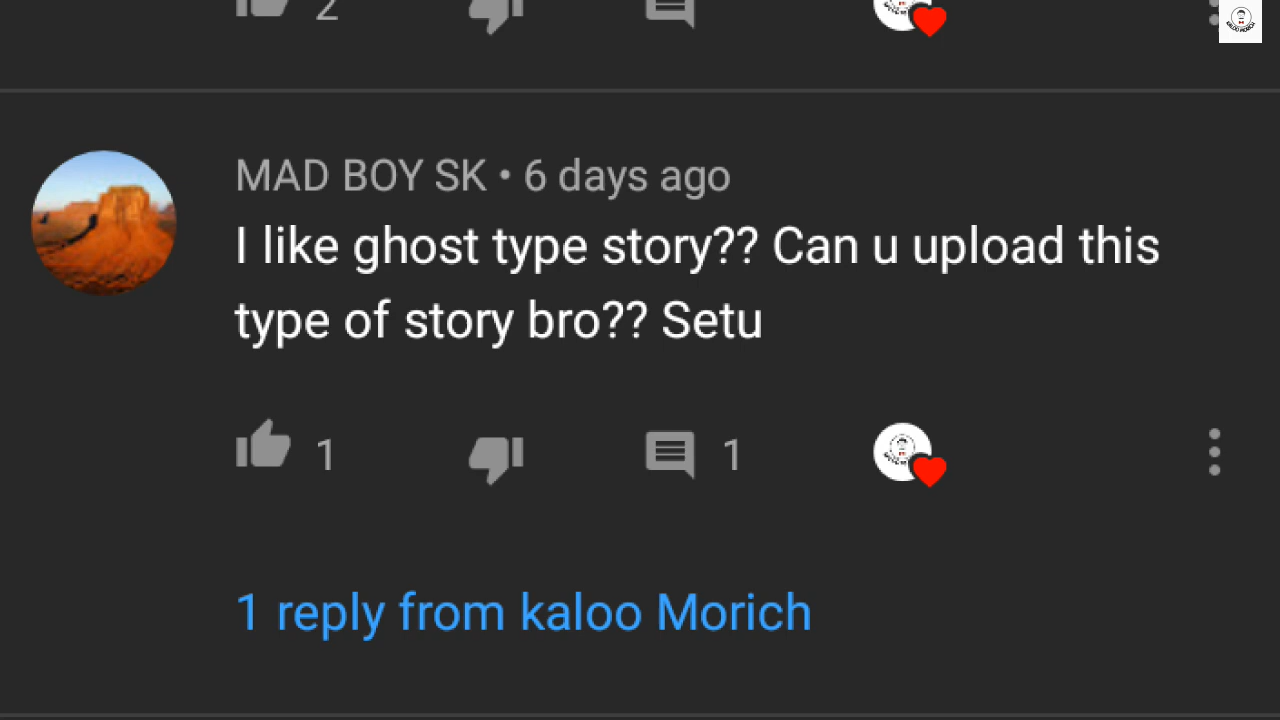 2
MAD BOY SK • 6 days ago
I like ghost type story?? Can u upload this
type of story bro?? Setu
1
1
1 reply from kaloo Morich